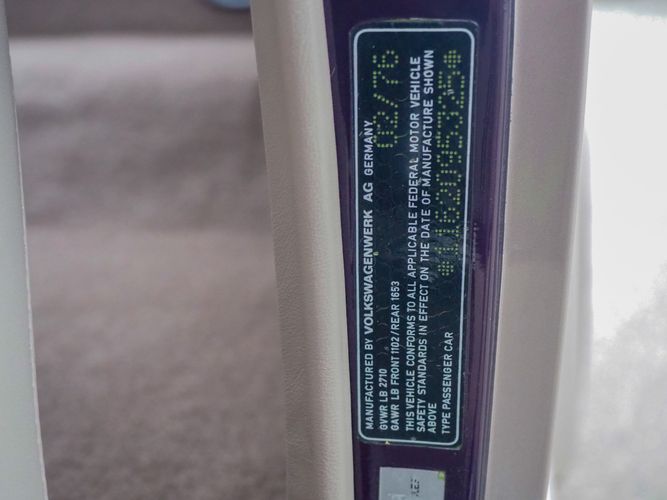 MANUFACTURED BY VOLKSWAGENWERK AG GERMANY 02/76
GVWR LB 2710
GAWR LB FRONT 1102/REAR 1653
THIS VEHICLE CONFORMS TO ALL APPLICABLE FEDERAL MOTOR VEHICLE
SAFETY STANDARDS IN EFFECT ON THE DATE OF MANUFACTURE SHOWN
ABOVE
TYPE PASSENGER CAR